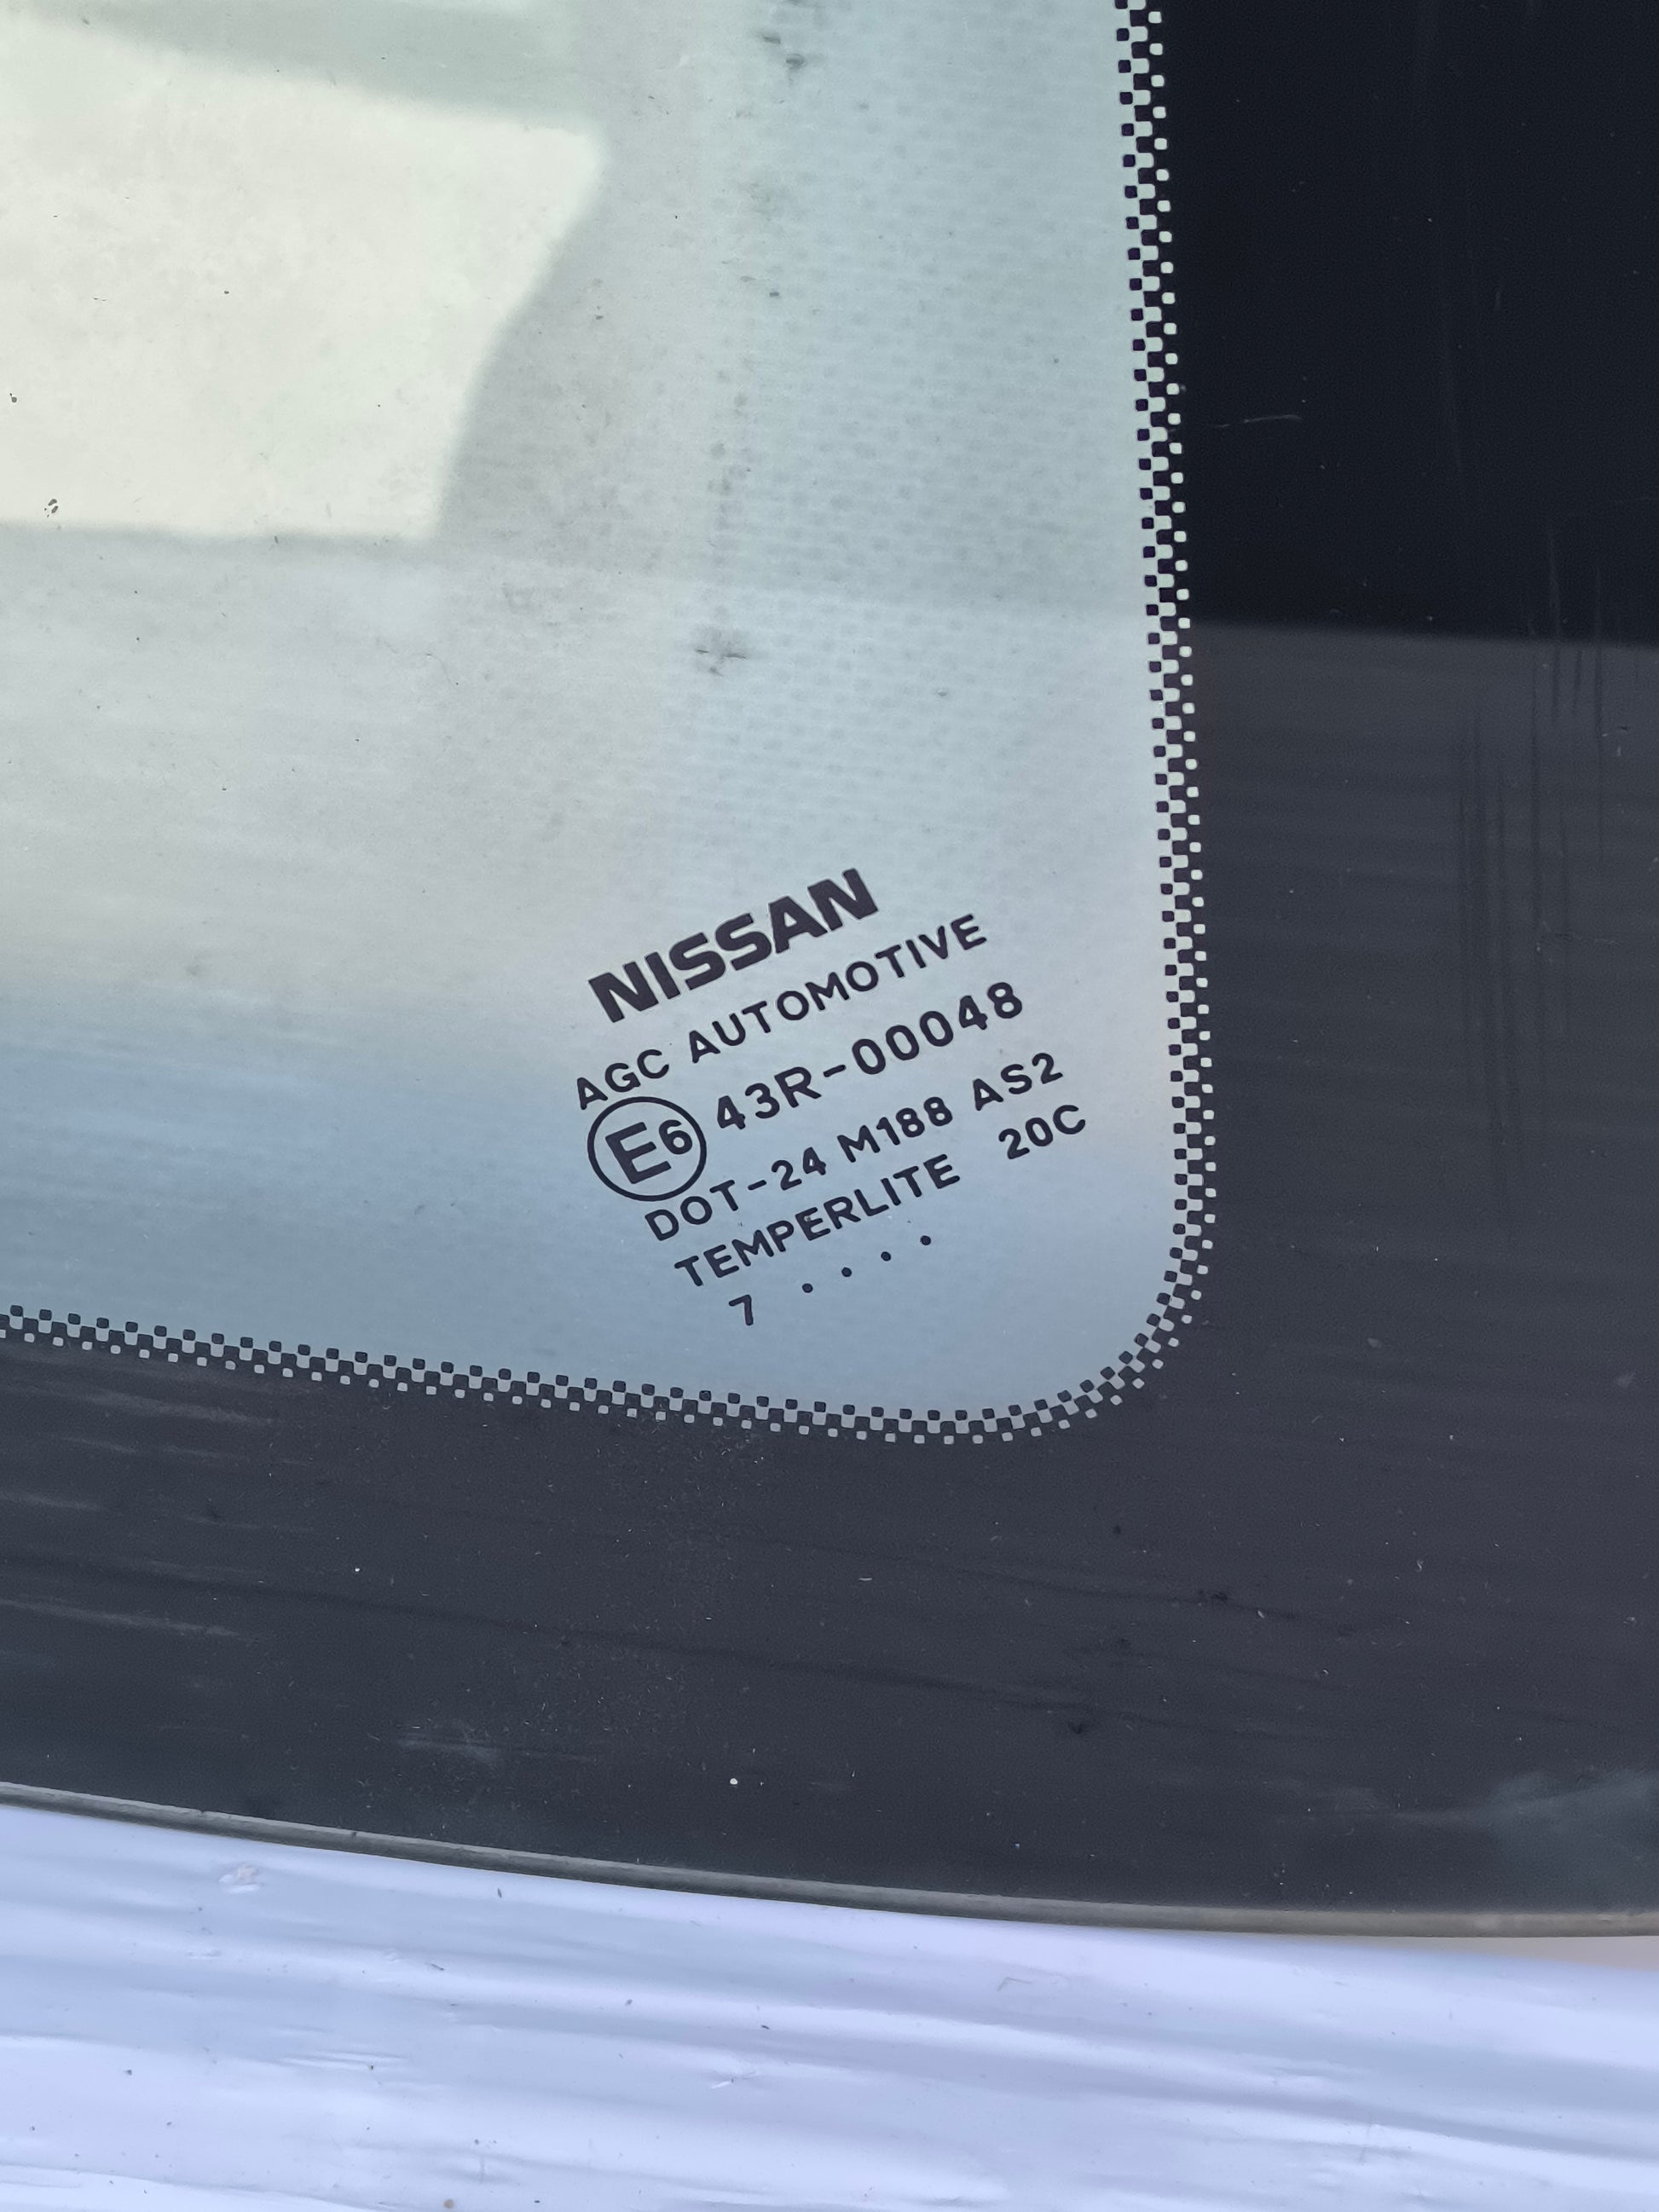 NISSAN
AGC AUTOMOTIVE
E6 43R-00048
DOT-24 M188 AS2
TEMPERLITE 20C
7 . . . .